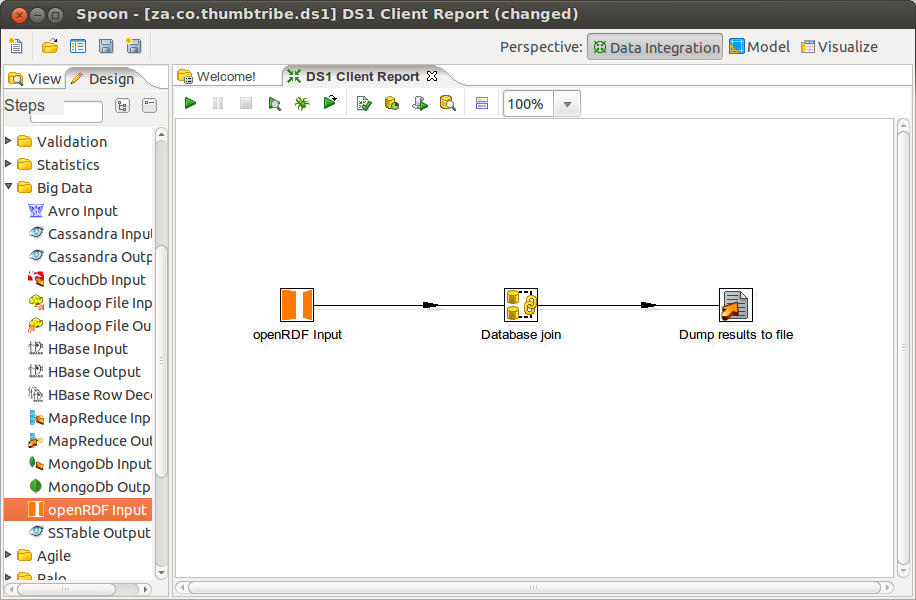 Spoon - [za.co.thumbtribe.ds1] DS1 Client Report (changed)
Perspective: Data Integration Model Visualize
View Design
Welcome! DS1 Client Report
Steps
100%
Validation
Statistics
Big Data
Avro Input
Cassandra Inpu
Cassandra Outp
CouchDb Input
Hadoop File Inp
Hadoop File Ou
HBase Input
HBase Output
HBase Row Deco
MapReduce Inp
MapReduce Out
MongoDb Input
MongoDb Outp
openRDF Input
SSTable Output
Agile
Palo
openRDF Input
Database join
Dump results to file